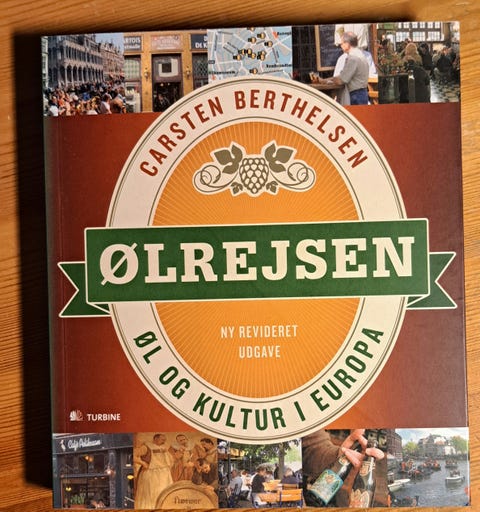 CARSTEN BERTHELSEN
ØLREJSEN
NY REVIDERET
UDGAVE
ØL OG KULTUR I EUROPA
TURBINE